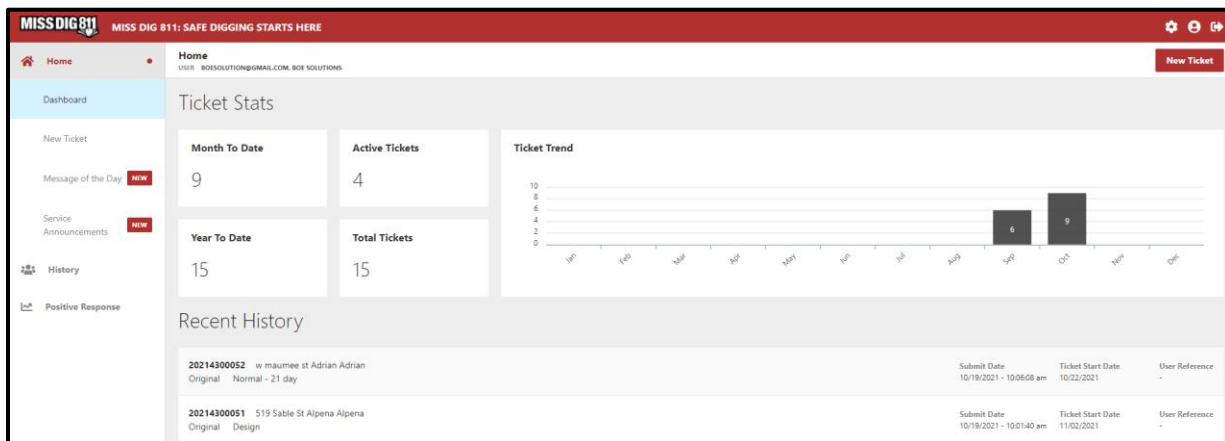 MISS DIG 811 MISS DIG 811: SAFE DIGGING STARTS HERE
Home
Dashboard
New Ticket
Message of the Day NEW
Service
Announcements NEW
History
Positive Response
Home
USER BOESOLUTION@GMAIL.COM, BOE SOLUTIONS
New Ticket
Ticket Stats
Month To Date
9
Active Tickets
4
Year To Date
15
Total Tickets
15
Ticket Trend
10
8
6
4
2
0
6
9
Jan Feb Mar Apr May Jun Jul Aug Sep Oct Nov Dec
Recent History
20214300052 w maumee st Adrian Adrian
Original Normal - 21 day
Submit Date Ticket Start Date User Reference
10/19/2021 - 10:06:08 am 10/22/2021 -
20214300051 519 Sable St Alpena Alpena
Original Design
Submit Date Ticket Start Date User Reference
10/19/2021 - 10:01:40 am 11/02/2021 -